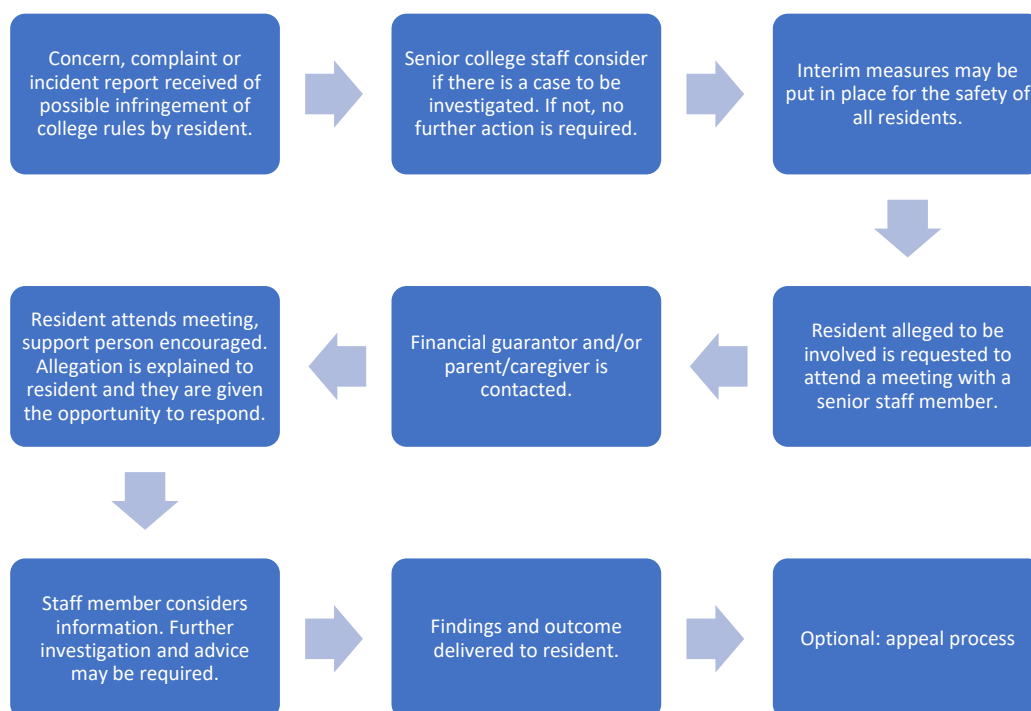 Concern, complaint or
incident report received of
possible infringement of
college rules by resident.
Senior college staff consider
if there is a case to be
investigated. If not, no
further action is required.
Interim measures may be
put in place for the safety of
all residents.
Resident alleged to be
involved is requested to
attend a meeting with a
senior staff member.
Financial guarantor and/or
parent/caregiver is
contacted.
Resident attends meeting,
support person encouraged.
Allegation is explained to
resident and they are given
the opportunity to respond.
Staff member considers
information. Further
investigation and advice
may be required.
Findings and outcome
delivered to resident.
Optional: appeal process